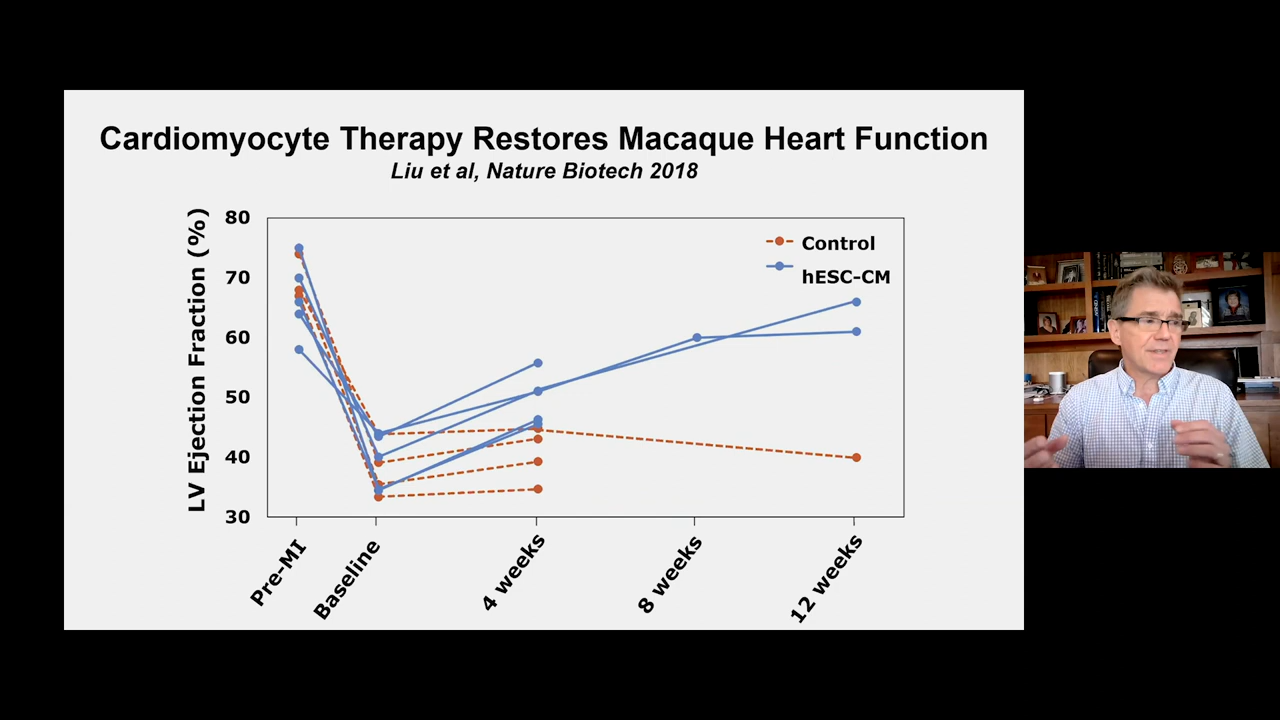 Cardiomyocyte Therapy Restores Macaque Heart Function
Liu et al, Nature Biotech 2018
LV Ejection Fraction (%)
80
70
60
50
40
30
Control
hESC-CM
Pre-MI
Baseline
4 weeks
8 weeks
12 weeks